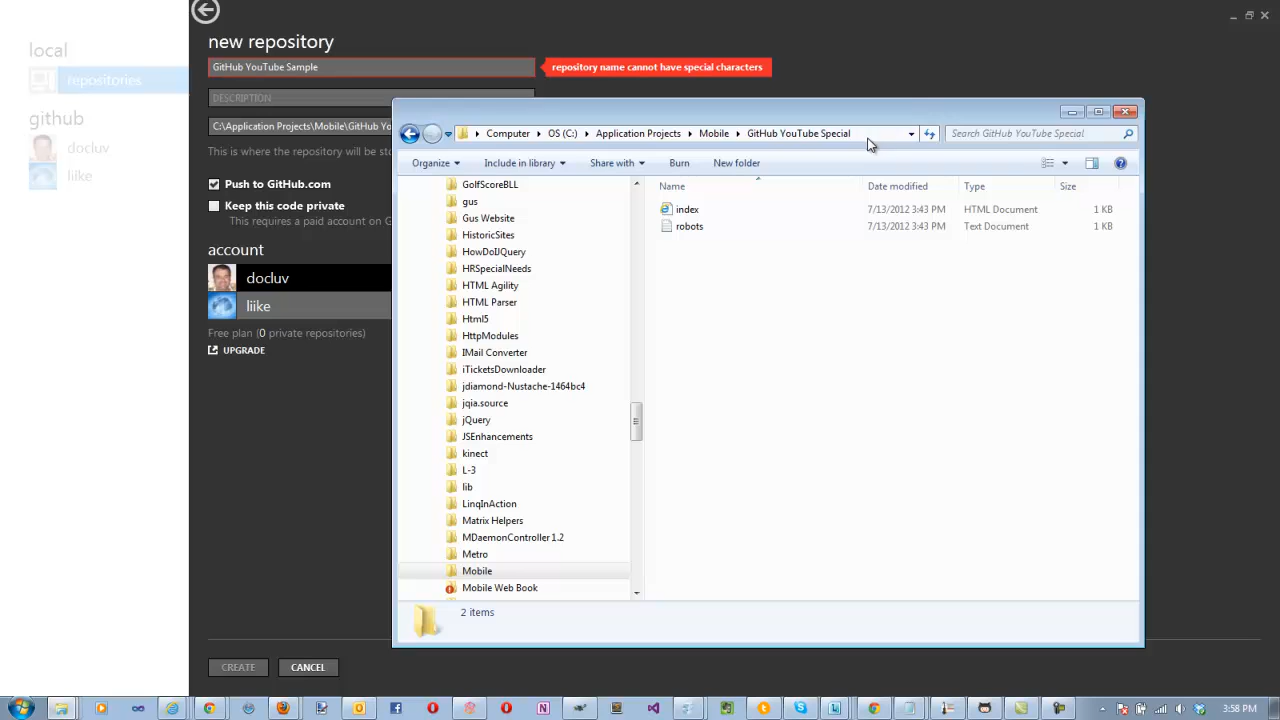 local
repositories
github
docluv
liike
new repository
GitHub YouTube Sample
repository name cannot have special characters
DESCRIPTION
C:\Application Projects\Mobile\GitHub Yo
This is where the repository will be sto
Push to GitHub.com
Keep this code private
This requires a paid account on G
account
docluv
liike
Free plan (0 private repositories)
UPGRADE
CREATE
CANCEL
Computer
OS (C:)
Application Projects
Mobile
GitHub YouTube Special
Search GitHub YouTube Special
Organize
Include in library
Share with
Burn
New folder
GolfScoreBLL
gus
Gus Website
HistoricSites
HowDoIJQuery
HRSpecialNeeds
HTML Agility
HTML Parser
Html5
HttpModules
IMail Converter
iTicketsDownloader
jdiamond-Nustache-1464bc4
jqia.source
jQuery
JSEnhancements
kinect
L-3
lib
LinqInAction
Matrix Helpers
MDaemonController 1.2
Metro
Mobile
Mobile Web Book
Name Date modified Type Size
index 7/13/2012 3:43 PM HTML Document 1 KB
robots 7/13/2012 3:43 PM Text Document 1 KB
2 items
3:58 PM